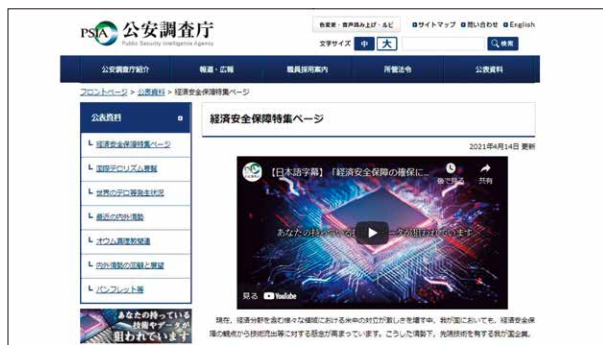 PSIA 公安調査庁
Public Security Intelligence Agency
色変更・音声読み上げ・ルビ サイトマップ 問い合わせ English
文字サイズ 中 大 検索
公安調査庁紹介 報道・広報 職員採用案内 所管法令 公表資料
フロントページ > 公表資料 > 経済安全保障特集ページ
公表資料
経済安全保障特集ページ
国際テロリズム要覧
世界のテロ等発生状況
最近の内外情勢
オウム真理教関連
内外情勢の回顧と展望
パンフレット等
あなたの持っている
技術やデータが
狙われています
経済安全保障特集ページ
2021年4月14日 更新
【日本語字幕】「経済安全保障の確保に...
後で見る 共有
あなたの持っている データが狙われています
見る YouTube
現在、経済分野を含む様々な領域における米中の対立が激しさを増す中、我が国においても、経済安全保
障の観点から技術流出等に対する懸念が高まっています。こうした情勢下、先端技術を有する我が国企業、